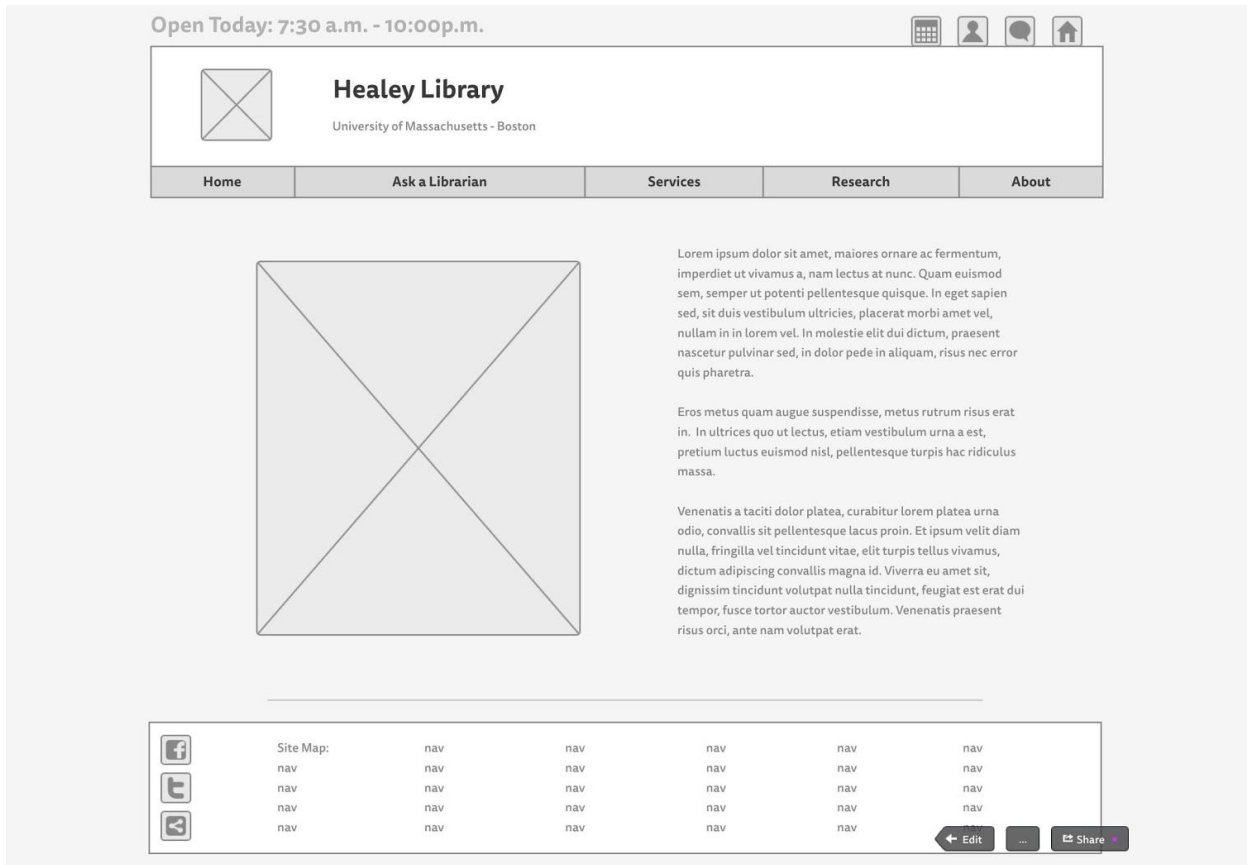 Open Today: 7:30 a.m. - 10:00p.m.
Healey Library
University of Massachusetts - Boston
Home Ask a Librarian Services Research About
Lorem ipsum dolor sit amet, maiores ornare ac fermentum,
imperdiet ut vivamus a, nam lectus at nunc. Quam euismod
sem, semper ut potenti pellentesque quisque. In eget sapien
sed, sit duis vestibulum ultricies, placerat morbi amet vel,
nullam in in lorem vel. In molestie elit dui dictum, praesent
nascetur pulvinar sed, in dolor pede in aliquam, risus nec error
quis pharetra.
Eros metus quam augue suspendisse, metus rutrum risus erat
in. In ultrices quo ut lectus, etiam vestibulum urna a est,
pretium luctus euismod nisl, pellentesque turpis hac ridiculus
massa.
Venenatis a taciti dolor platea, curabitur lorem platea urna
odio, convallis sit pellentesque lacus proin. Et ipsum velit diam
nulla, fringilla vel tincidunt vitae, elit turpis tellus vivamus,
dictum adipiscing convallis magna id. Viverra eu amet sit,
dignissim tincidunt volutpat nulla tincidunt, feugiat est erat dui
tempor, fusce tortor auctor vestibulum. Venenatis praesent
risus orci, ante nam volutpat erat.
Site Map: nav nav nav nav nav
nav nav nav nav nav nav
nav nav nav nav nav nav
nav nav nav nav nav nav
nav nav nav nav nav nav
Edit ... Share